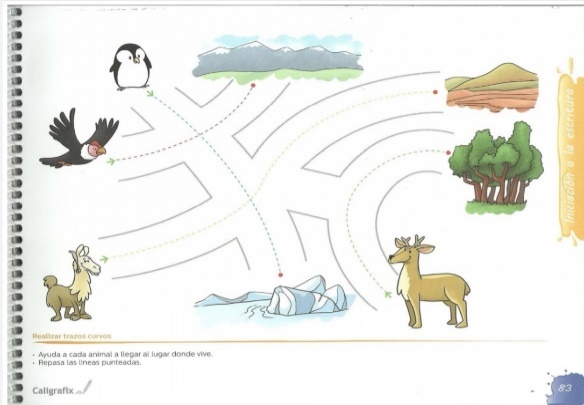 Iniciación a la escritura
Realizar trazos curvos
• Ayuda a cada animal a llegar al lugar donde vive.
• Repasa las líneas punteadas.
Caligrafix
83